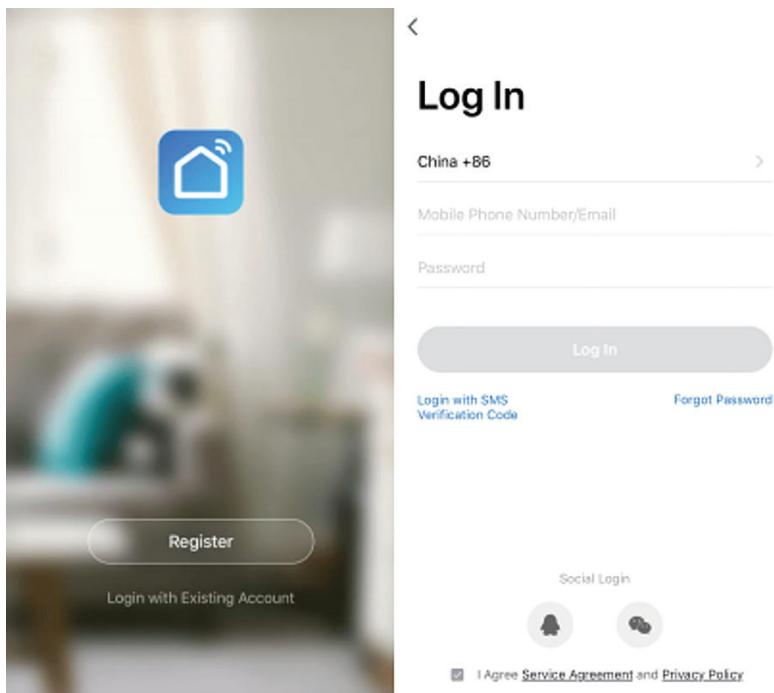 Register
Login with Existing Account
Log In
China +86
Mobile Phone Number/Email
Password
Log In
Login with SMS
Verification Code
Forgot Password
Social Login
I Agree Service Agreement and Privacy Policy